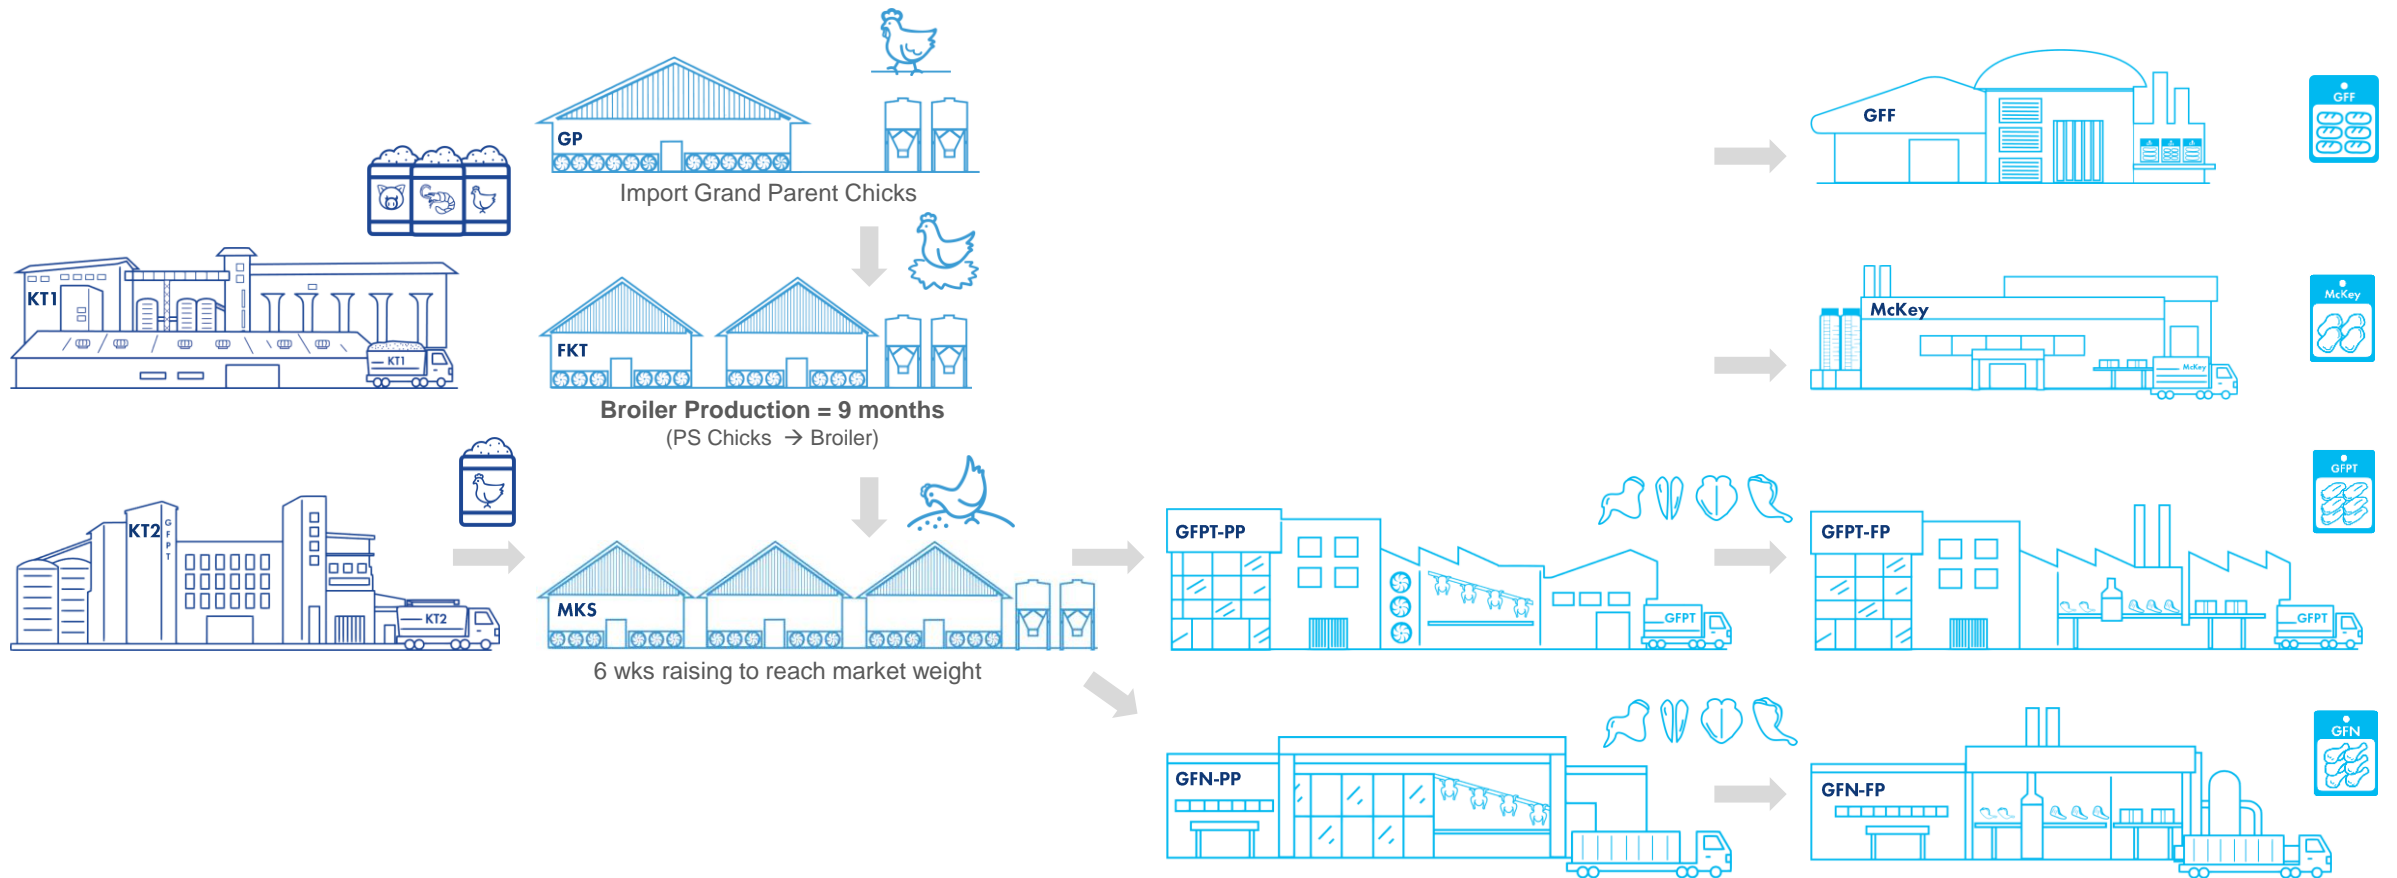 GP
Import Grand Parent Chicks
GFF
GFF
KT1
KT1
FKT
Broiler Production = 9 months
(PS Chicks → Broiler)
McKey
McKey
McKey
KT2
GFPT
KT2
MKS
6 wks raising to reach market weight
GFPT-PP
GFPT
GFPT-FP
GFPT
GFPT
GFN-PP
GFN-FP
GFN